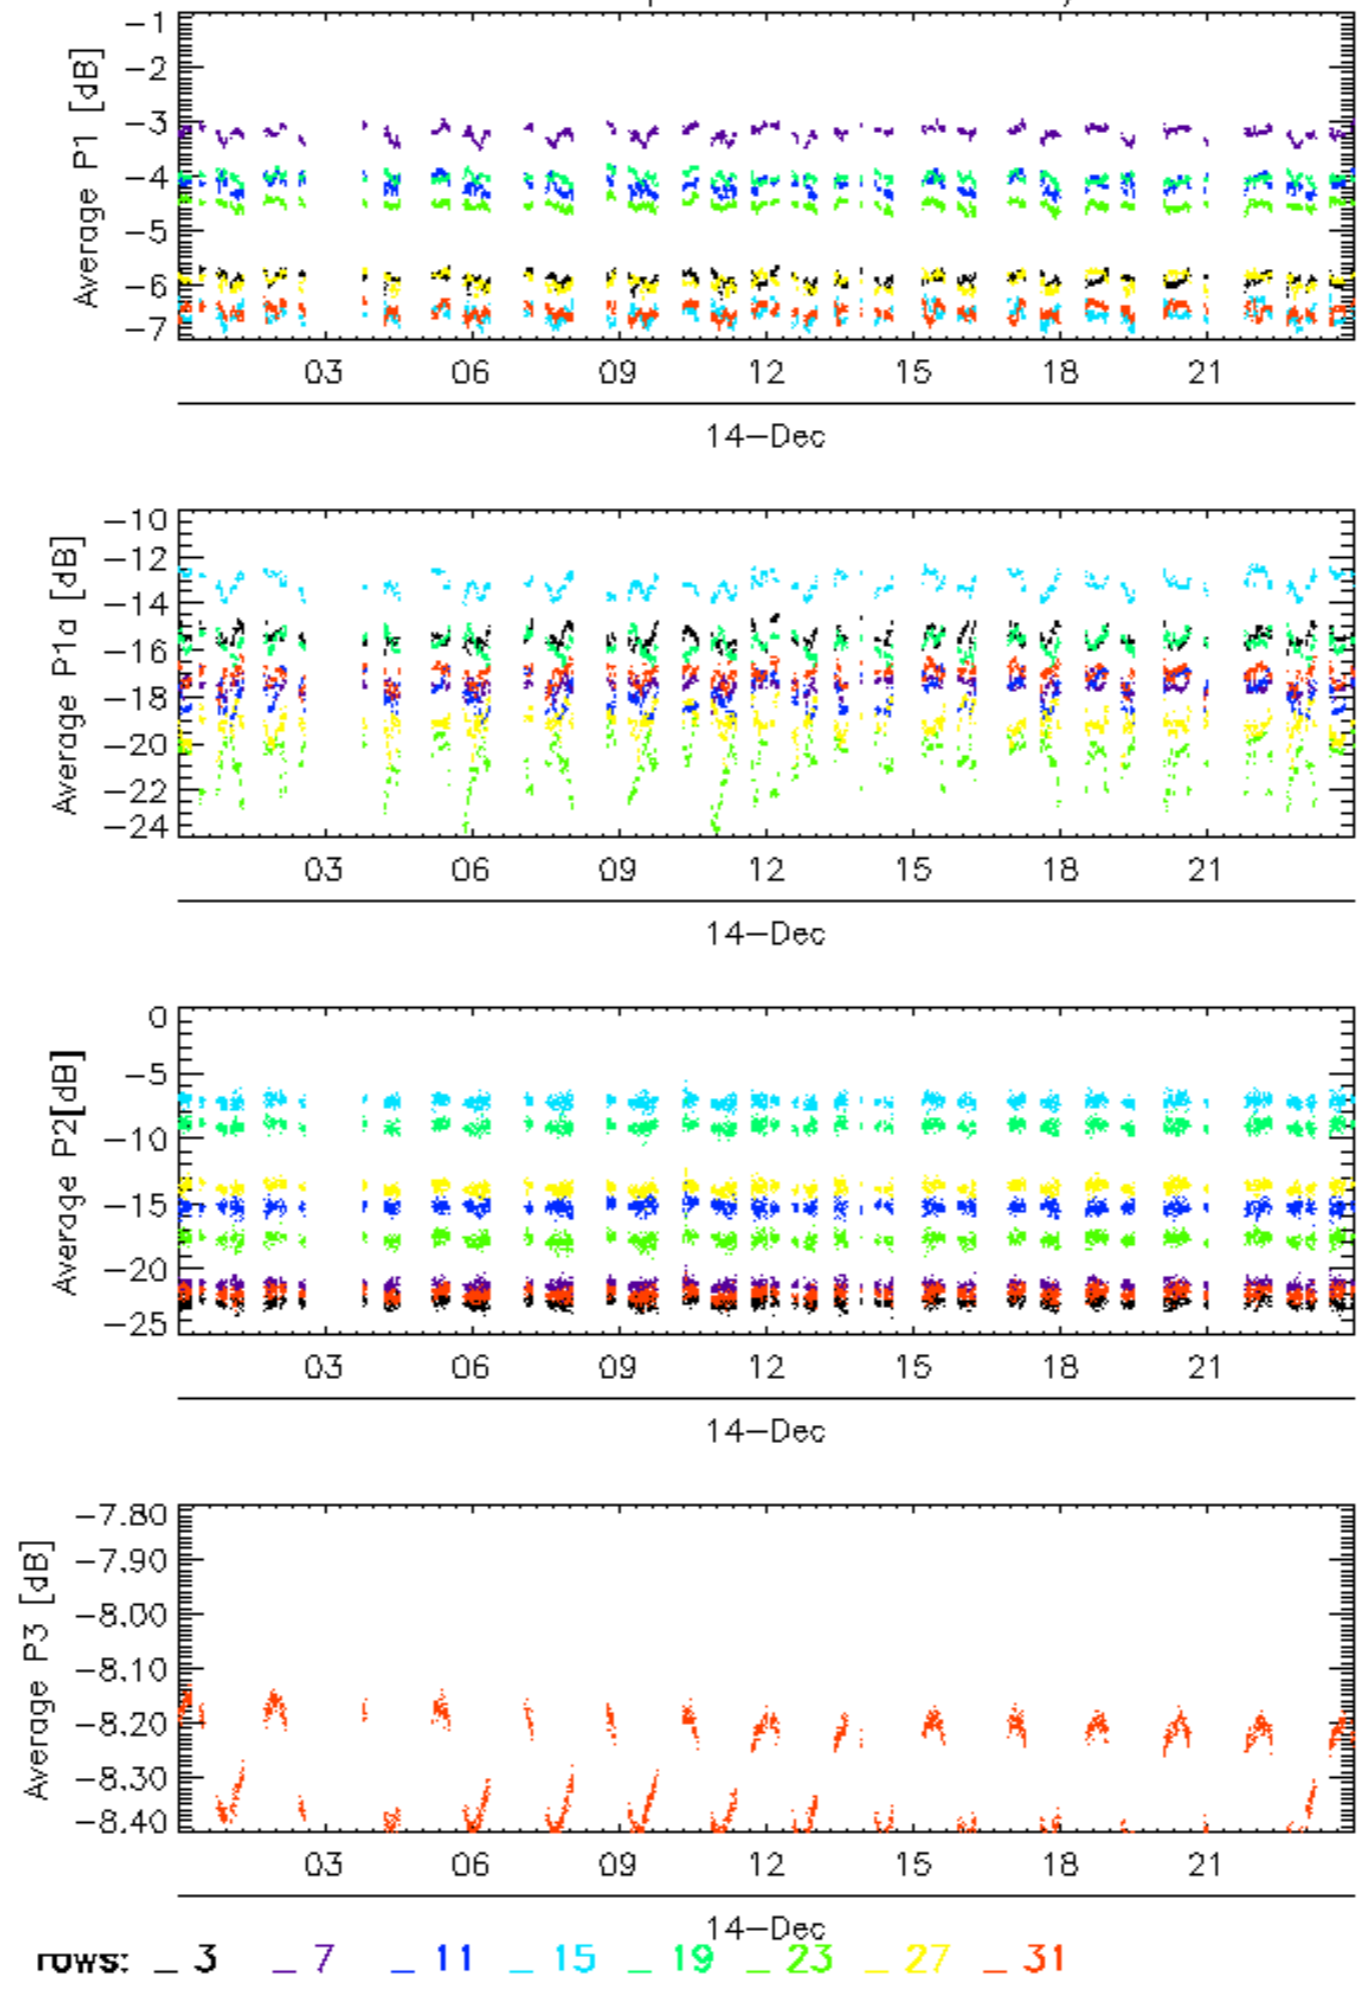 Average P1 [dB]
-1
-2
-3
-4
-5
-6
-7
03 06 09 12 15 18 21
14-Dec
Average P1a [dB]
-10
-12
-14
-16
-18
-20
-22
-24
03 06 09 12 15 18 21
14-Dec
Average P2[dB]
0
-5
-10
-15
-20
-25
03 06 09 12 15 18 21
14-Dec
Average P3 [dB]
-7.80
-7.90
-8.00
-8.10
-8.20
-8.30
-8.40
03 06 09 12 15 18 21
14-Dec
rows: _ 3 _ 7 _ 11 _ 15 _ 19 _ 23 _ 27 _ 31